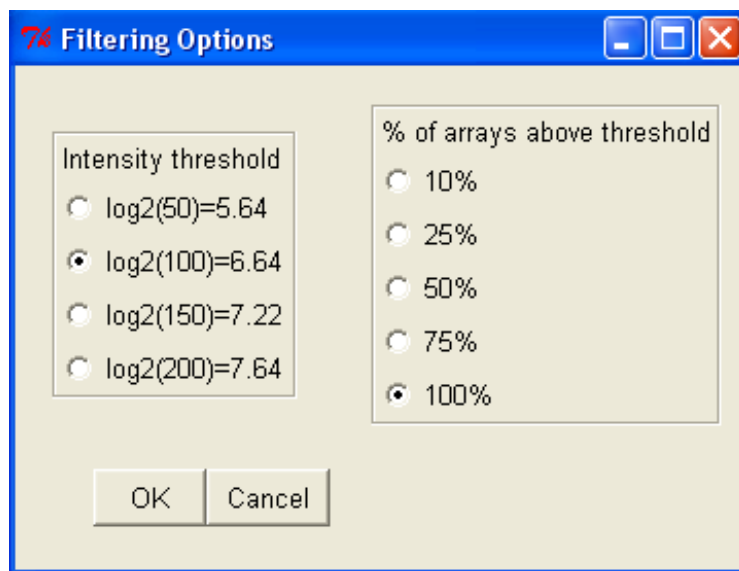 Filtering Options
Intensity threshold
log2(50)=5.64
log2(100)=6.64
log2(150)=7.22
log2(200)=7.64
% of arrays above threshold
10%
25%
50%
75%
100%
OK
Cancel